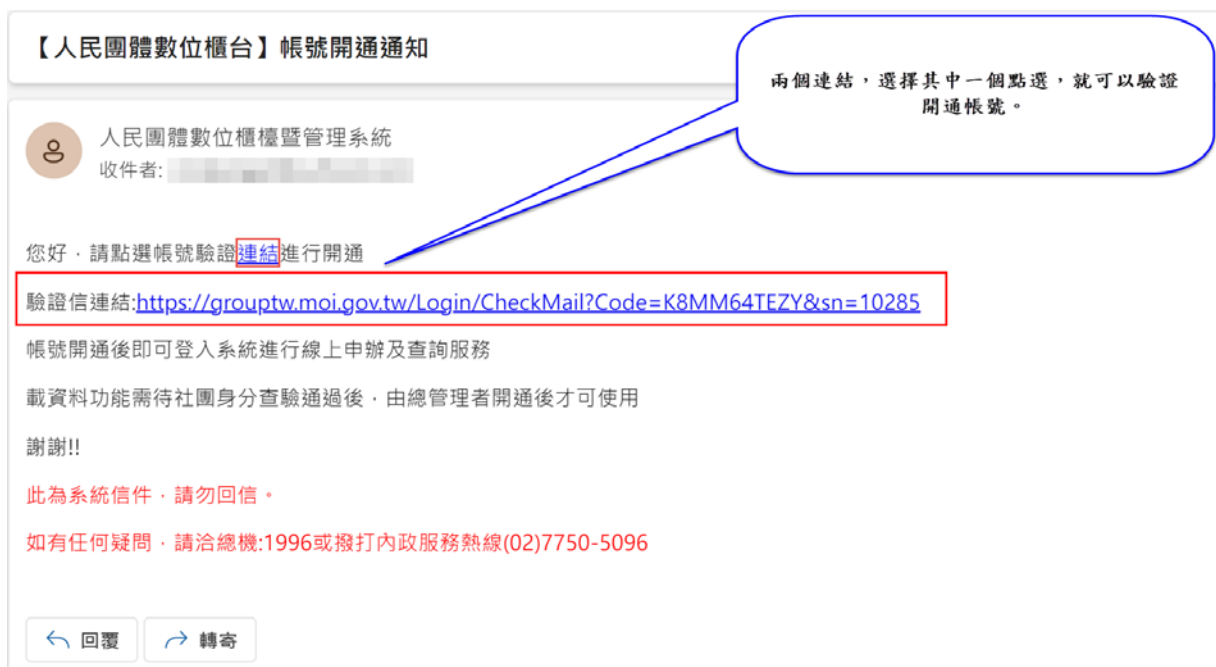 【人民團體數位櫃台】帳號開通通知
兩個連結，選擇其中一個點選，就可以驗證
開通帳號。
人民團體數位櫃檯暨管理系統
收件者:
您好，請點選帳號驗證連結進行開通
驗證信連結:https://grouptw.moi.gov.tw/Login/CheckMail?Code=K8MM64TEZY&sn=10285
帳號開通後即可登入系統進行線上申辦及查詢服務
載資料功能需待社團身分查驗通過後，由總管理者開通後才可使用
謝謝!!
此為系統信件，請勿回信。
如有任何疑問，請洽總機:1996或撥打內政服務熱線(02)7750-5096
回覆
轉寄